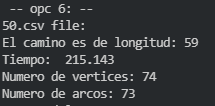 -- opc 6: --
50.csv file:
El camino es de longitud: 59
Tiempo:  215.143
Numero de vertices: 74
Numero de arcos: 73